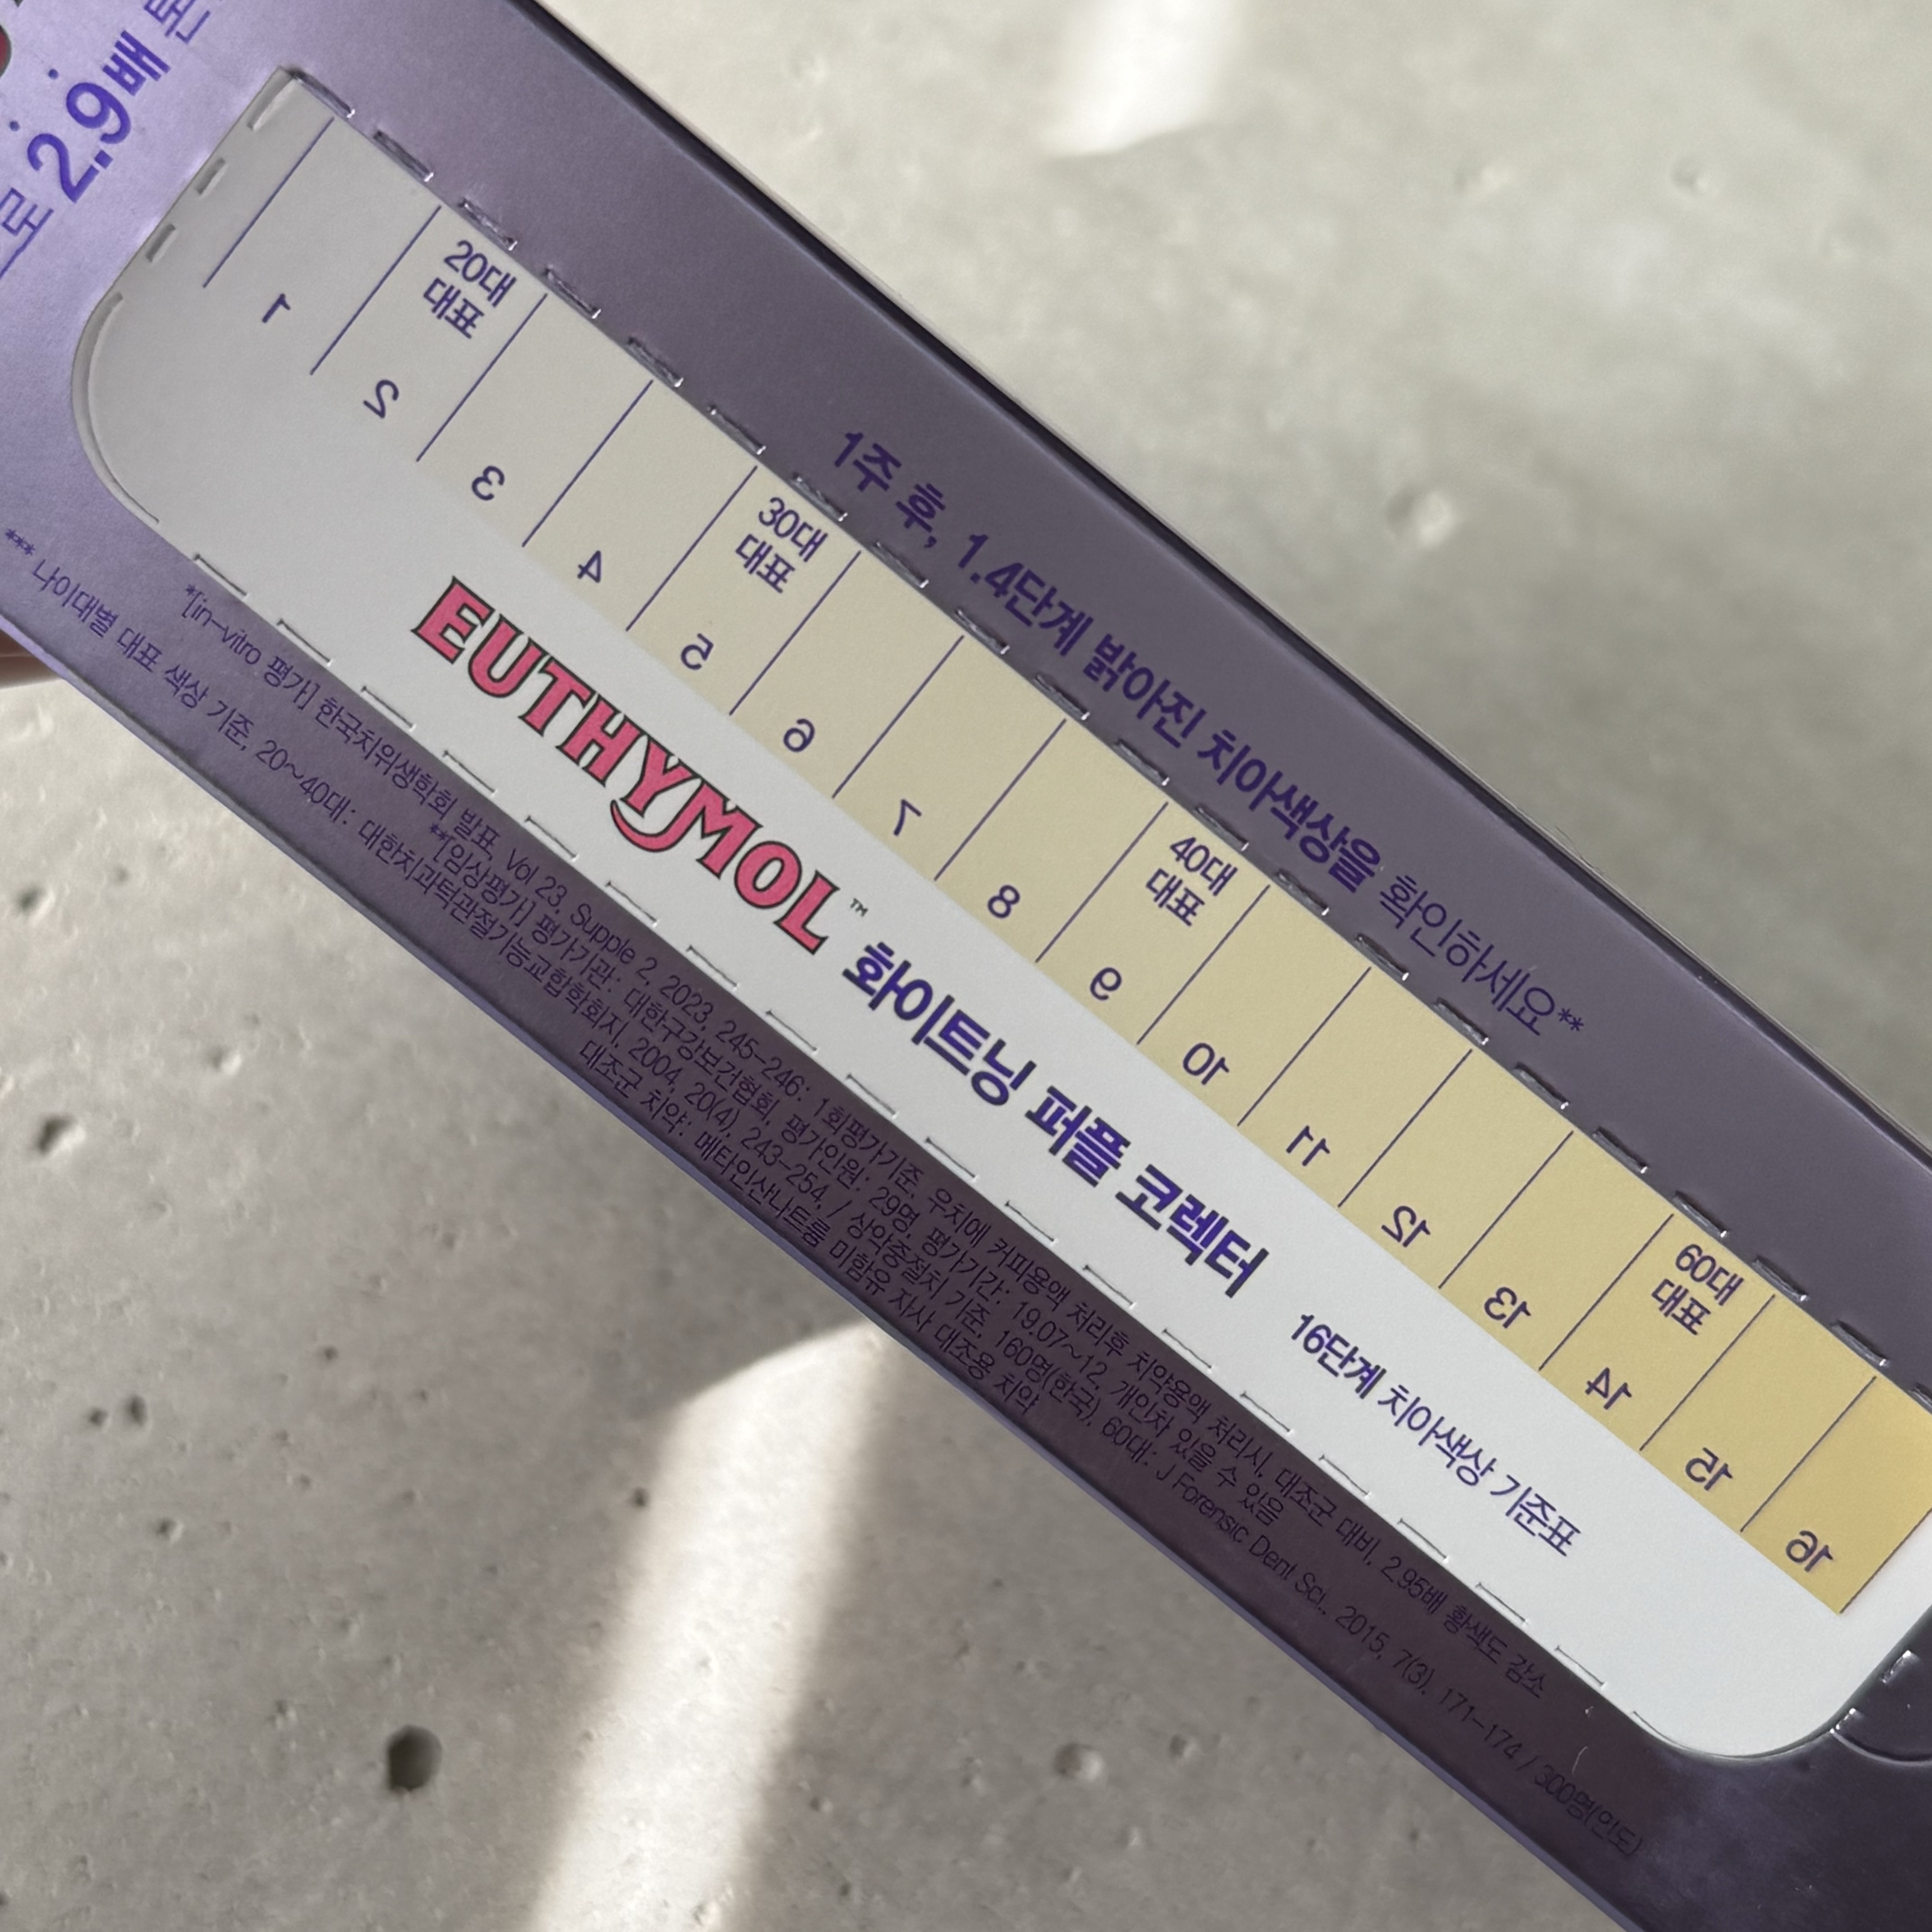 로 2.9배
1주 후, 1.4단계 밝아진 치아색상을 확인하세요**
20대
대표
30대
대표
40대
대표
60대
대표
1 2 3 4 5 6 7 8 9 10 11 12 13 14 15 16
EUTHYMOL™ 화이트닝 퍼플 코렉터 16단계 치아색상 기준표
*[in-vitro 평가] 한국치위생학회 발표, Vol 23, Supple 2, 2023, 245-246: 1회평가기준, 우치에 커피용액 처리후 치약용액 처리시, 대조군 대비, 2.95배 황색도 감소
**[임상평가] 평가기관: 대한구강보건협회, 평가인원: 29명, 평가기간: 19.07~12, 개인차 있을 수 있음
*** 나이대별 대표 색상 기준, 20~40대: 대한치과턱관절기능교합학회지, 2004, 20(4), 243-254, / 상악중절치 기준, 160명(한국), 60대: J Forensic Dent Sci., 2015, 7(3), 171-174 / 300명(인도)
대조군 치약: 메타인산나트륨 미함유 자사 대조용 치약